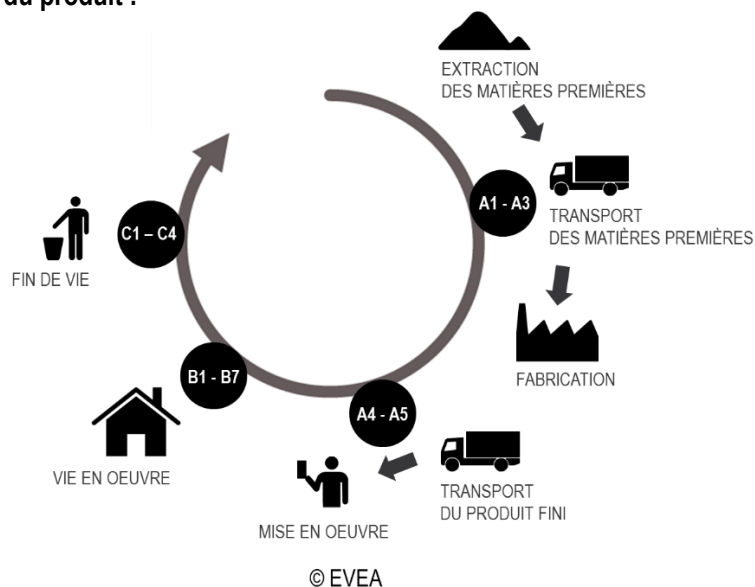 du produit :
EXTRACTION
DES MATIÈRES PREMIÈRES
A1 - A3
TRANSPORT
DES MATIÈRES PREMIÈRES
FABRICATION
A4 - A5
TRANSPORT
DU PRODUIT FINI
MISE EN OEUVRE
B1 - B7
VIE EN OEUVRE
C1 – C4
FIN DE VIE
© EVEA